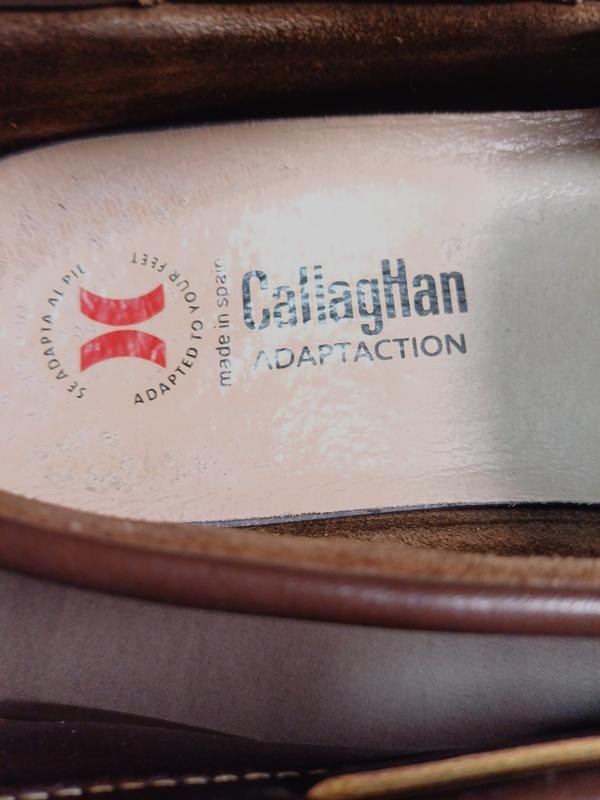 SE ADAPTA AL PIE
ADAPTED TO YOUR FEET
made in spain
CallagHan
ADAPTACTION